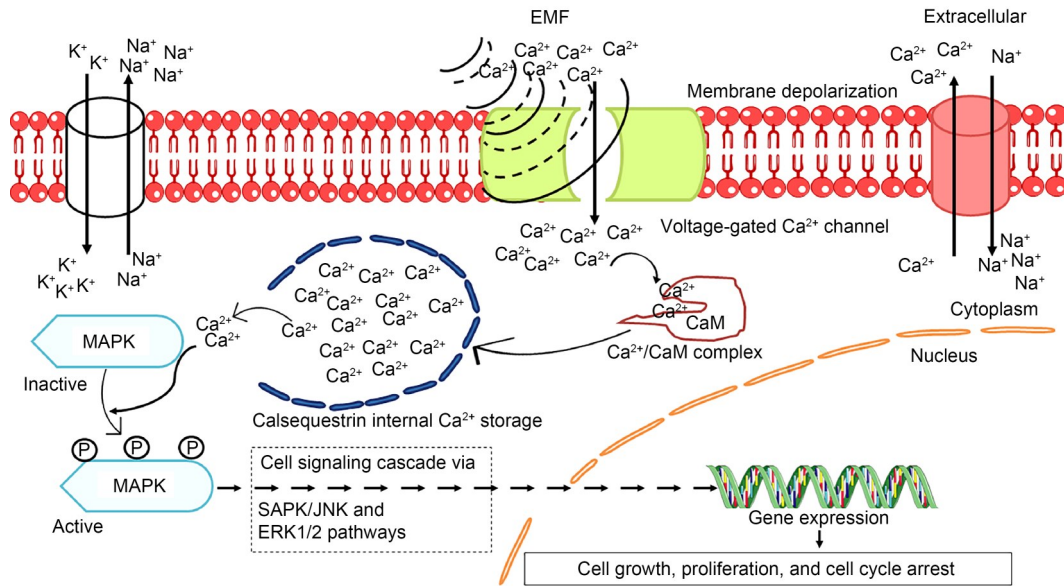 EMF
Extracellular
K⁺
K⁺
Na⁺
Na⁺
Na⁺
Na⁺
Ca²⁺ Ca²⁺ Ca²⁺
Ca²⁺ Ca²⁺ Ca²⁺
Ca²⁺ Ca²⁺
Ca²⁺
Na⁺
Membrane depolarization
Voltage-gated Ca²⁺ channel
K⁺
K⁺ K⁺ K⁺
Na⁺
Na⁺
Ca²⁺ Ca²⁺ Ca²⁺
Ca²⁺ Ca²⁺
Ca²⁺
Na⁺
Na⁺ Na⁺
Na⁺
Cytoplasm
Nucleus
Ca²⁺
Ca²⁺ CaM
Ca²⁺/CaM complex
Ca²⁺
Ca²⁺ Ca²⁺
Ca²⁺ Ca²⁺ Ca²⁺
Ca²⁺ Ca²⁺
Ca²⁺ Ca²⁺
Ca²⁺ Ca²⁺
Ca²⁺ Ca²⁺
Ca²⁺
Ca²⁺
Calsequestrin internal Ca²⁺ storage
Ca²⁺
Ca²⁺
Ca²⁺
MAPK
Inactive
P P P
MAPK
Active
Cell signaling cascade via
SAPK/JNK and
ERK1/2 pathways
Gene expression
Cell growth, proliferation, and cell cycle arrest